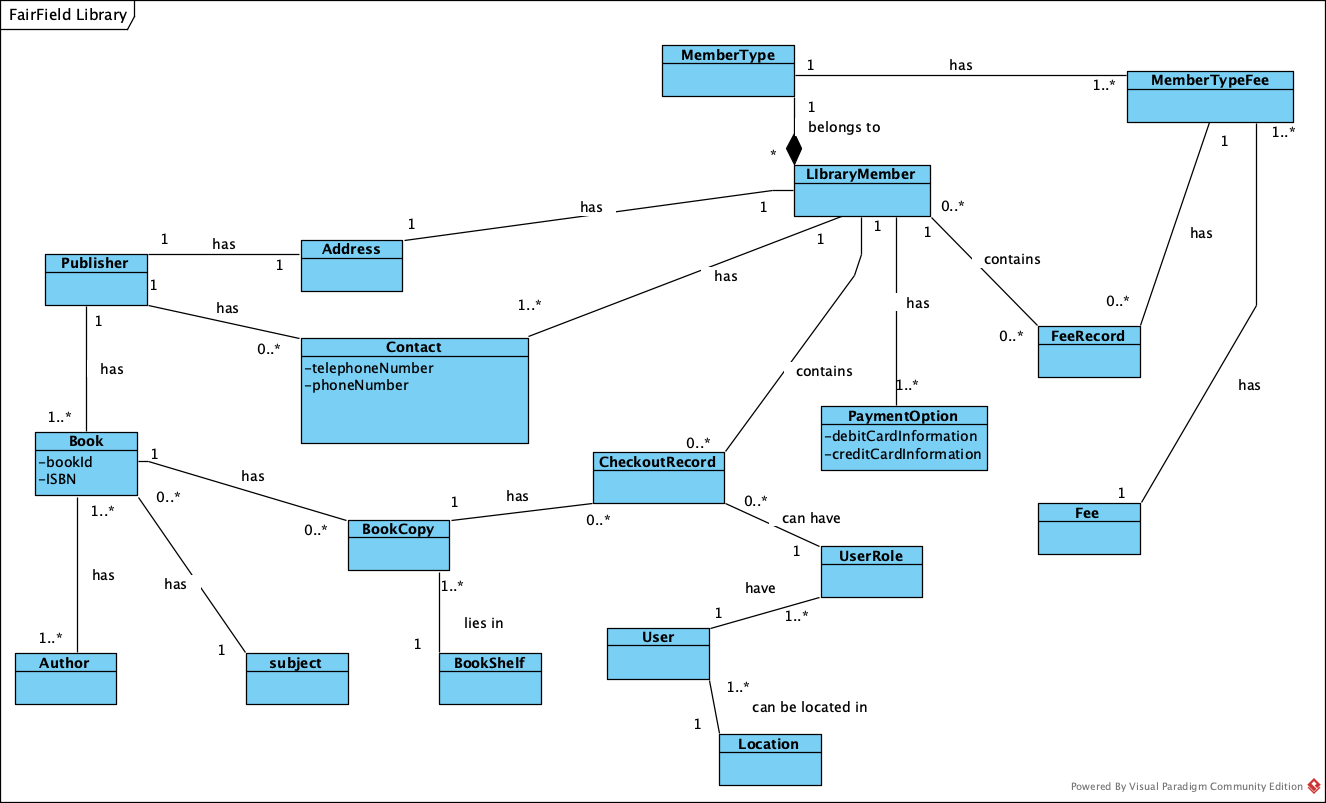 FairField Library
MemberType
1
has
1..*
MemberTypeFee
1
belongs to
*
1
1..*
LIbraryMember
0..*
1
has
1
1
1
1
has
1
Publisher
1
has
1
Address
contains
has
0..*
0..*
FeeRecord
has
1..*
1
has
0..*
Contact
-telephoneNumber
-phoneNumber
contains
has
1..*
PaymentOption
-debitCardInformation
-creditCardInformation
has
1
Fee
1
has
1..*
Book
-bookId
-ISBN
1
has
0..*
BookCopy
0..*
CheckoutRecord
1
has
0..*
0..*
can have
1
UserRole
1..*
has
1..*
Author
0..*
has
1
subject
1..*
lies in
1
BookShelf
have
1
1..*
User
1..*
can be located in
1
Location
Powered By Visual Paradigm Community Edition